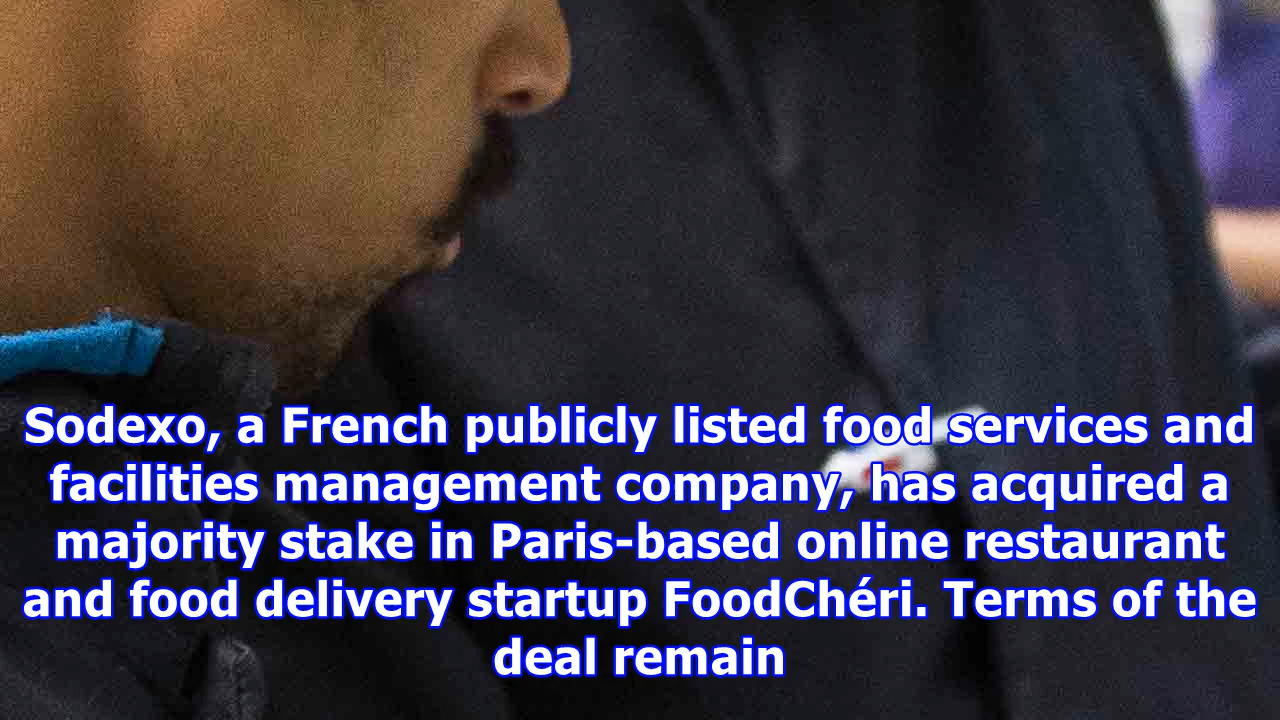 Sodexo, a French publicly listed food services and
facilities management company, has acquired a
majority stake in Paris-based online restaurant
and food delivery startup FoodChéri. Terms of the
deal remain